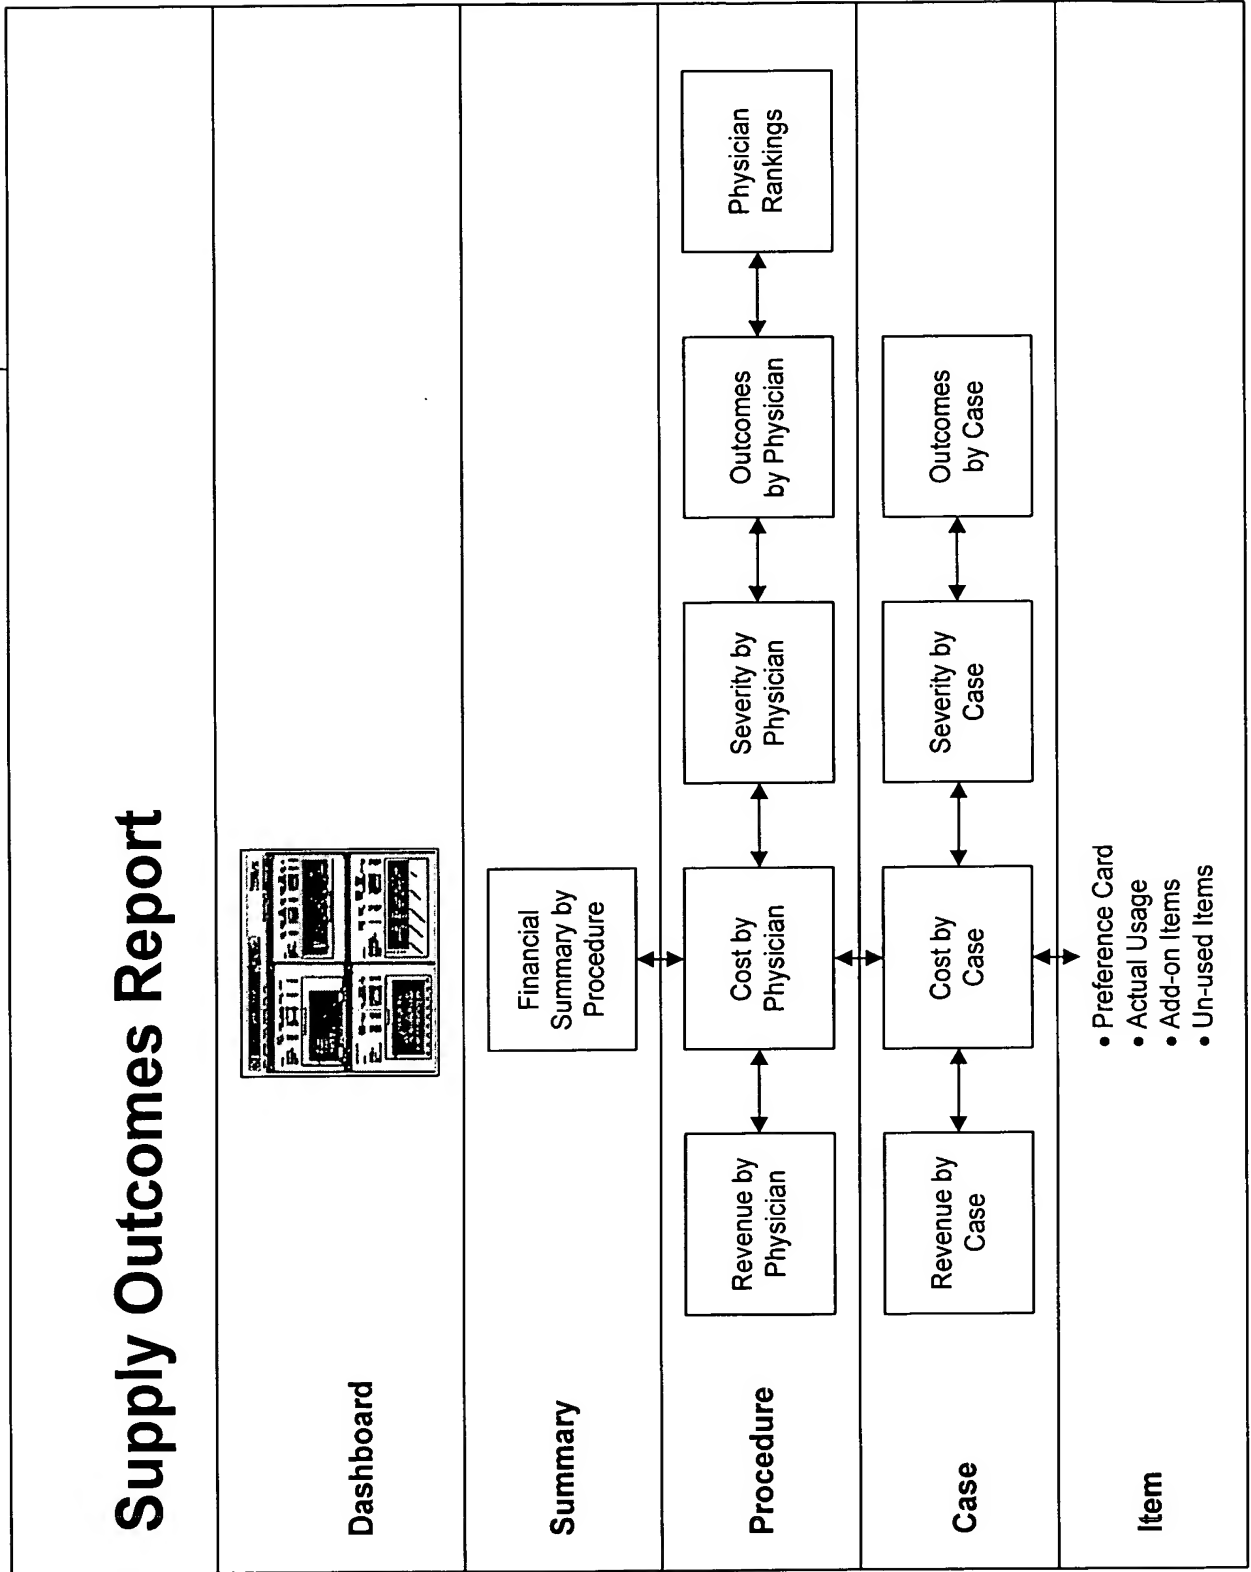 Supply Outcomes Report
Dashboard
Summary
Financial
Summary by
Procedure
Procedure
Revenue by
Physician
Cost by
Physician
Severity by
Physician
Outcomes
by Physician
Physician
Rankings
Case
Revenue by
Case
Cost by
Case
Severity by
Case
Outcomes
by Case
Item
• Preference Card
• Actual Usage
• Add-on Items
• Un-used Items